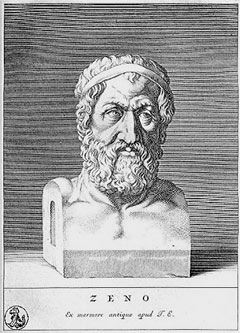 ZENO
Ex marmore antiquo apud T. E.